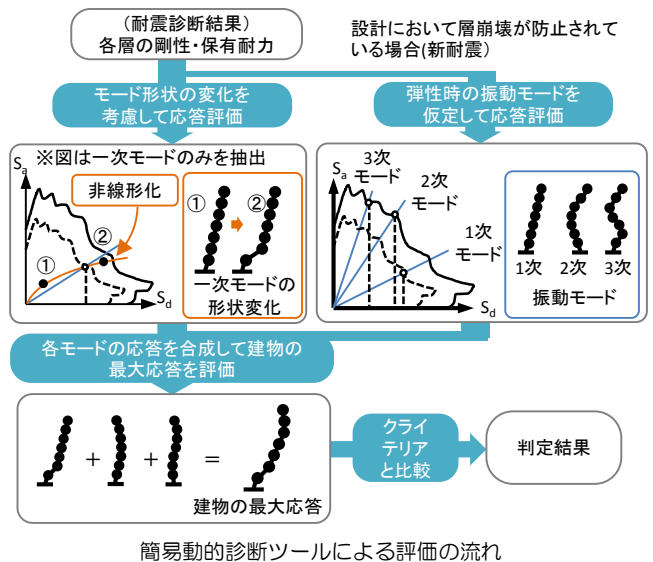 (耐震診断結果)
各層の剛性・保有耐力
設計において層崩壊が防止されて
いる場合(新耐震)
モード形状の変化を
考慮して応答評価
弾性時の振動モードを
仮定して応答評価
※図は一次モードのみを抽出
Sa
非線形化
①
②
①
②
一次モードの
形状変化
Sd
Sa
3次
モード
2次
モード
1次
モード
Sd
1次 2次 3次
振動モード
各モードの応答を合成して建物の
最大応答を評価
+ + =
建物の最大応答
クライ
テリア
と比較
判定結果
簡易動的診断ツールによる評価の流れ